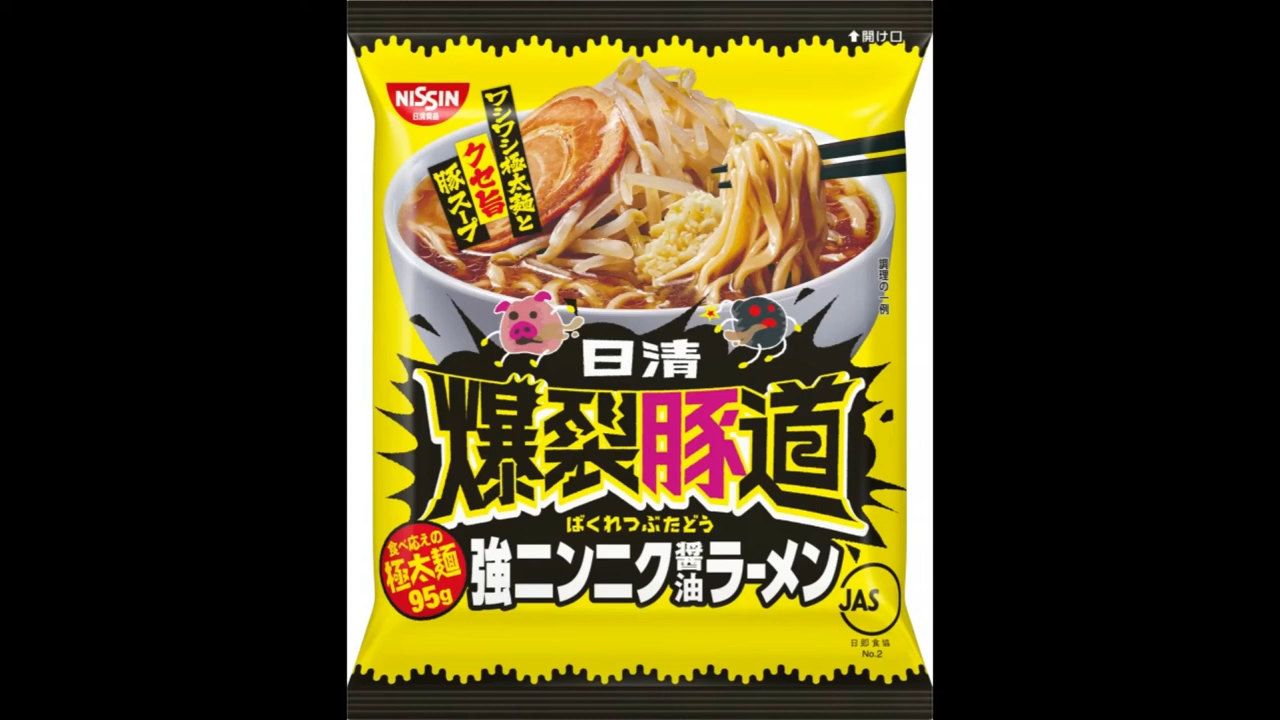 開け口
NISSIN
日清食品
ワシワシ極太麺と
クセ旨
豚スープ
調理の一例
日清
爆裂豚道
ばくれつぶたどう
食べ応えの
極太麺
95g
強ニンニク醤油ラーメン
JAS
日即食協
No.2